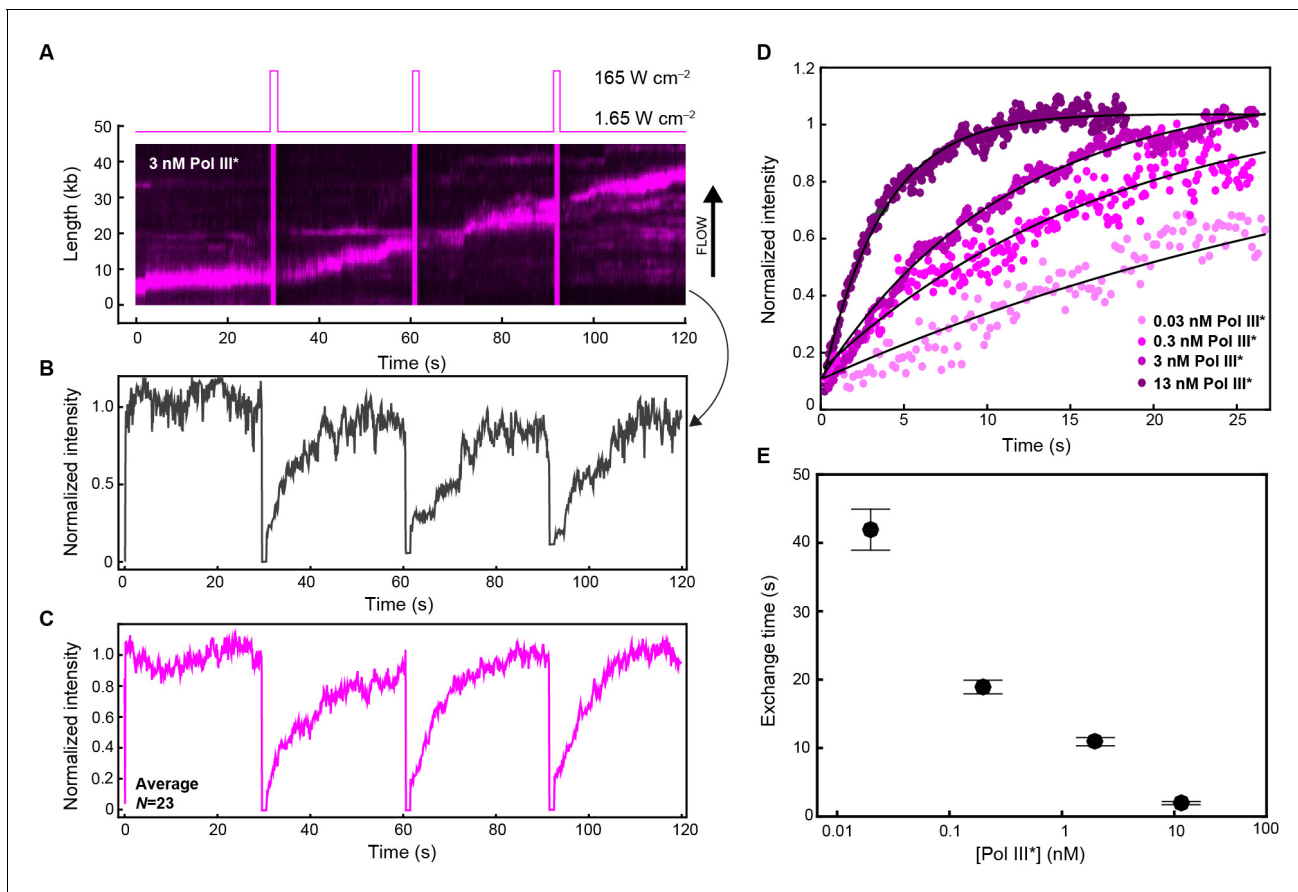 A
165 W cm⁻²
1.65 W cm⁻²
50
40
30
20
10
0
Length (kb)
3 nM Pol III*
FLOW
0 20 40 60 80 100 120
Time (s)
B
1.0
0.5
0
Normalized intensity
0 20 40 60 80 100 120
Time (s)
C
1.0
0.8
0.6
0.4
0.2
0
Normalized intensity
Average
N=23
0 20 40 60 80 100 120
Time (s)
D
1.2
1.0
0.8
0.6
0.4
0.2
0
Normalized intensity
0.03 nM Pol III*
0.3 nM Pol III*
3 nM Pol III*
13 nM Pol III*
0 5 10 15 20 25
Time (s)
E
50
40
30
20
10
0
Exchange time (s)
0.01 0.1 1 10 100
[Pol III*] (nM)